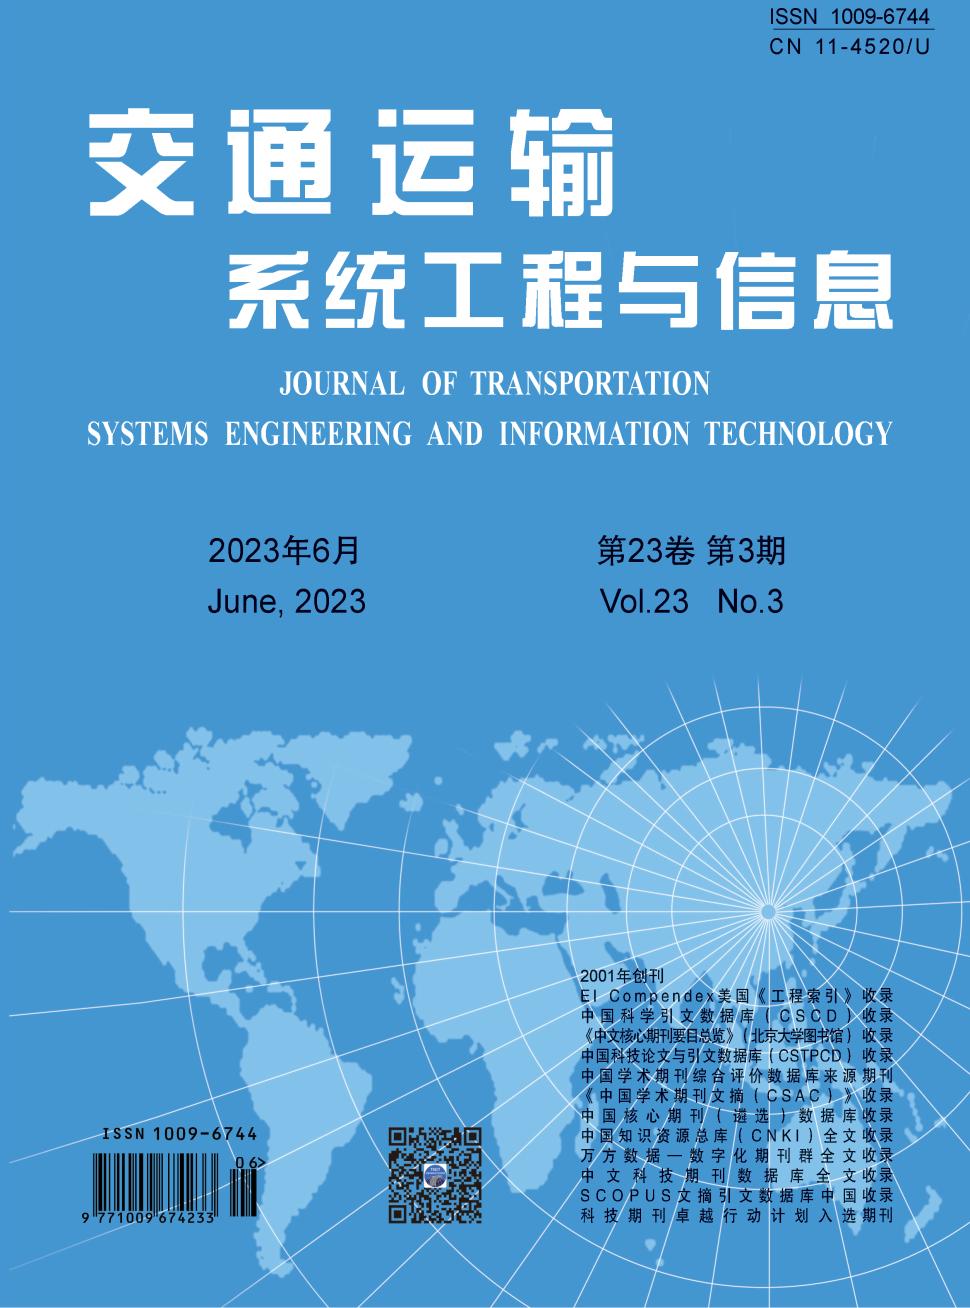 ISSN 1009-6744
CN 11-4520/U
交通运输
系统工程与信息
JOURNAL OF TRANSPORTATION
SYSTEMS ENGINEERING AND INFORMATION TECHNOLOGY
2023年6月 第23卷 第3期
June, 2023 Vol.23 No.3
2001年创刊
EI Compendex美国《工程索引》收录
中国科学引文数据库（CSCD）收录
《中文核心期刊要目总览》（北京大学图书馆）收录
中国科技论文与引文数据库（CSTPCD）收录
中国学术期刊综合评价数据库来源期刊
《中国学术期刊文摘（CSAC）》收录
中国核心期刊（遴选）数据库收录
中国知识资源总库（CNKI）全文收录
万方数据—数字化期刊群全文收录
中文科技期刊数据库全文收录
SCOPUS文摘引文数据库中国收录
科技期刊卓越行动计划入选期刊
ISSN 1009-6744
06>
9 771009 674233